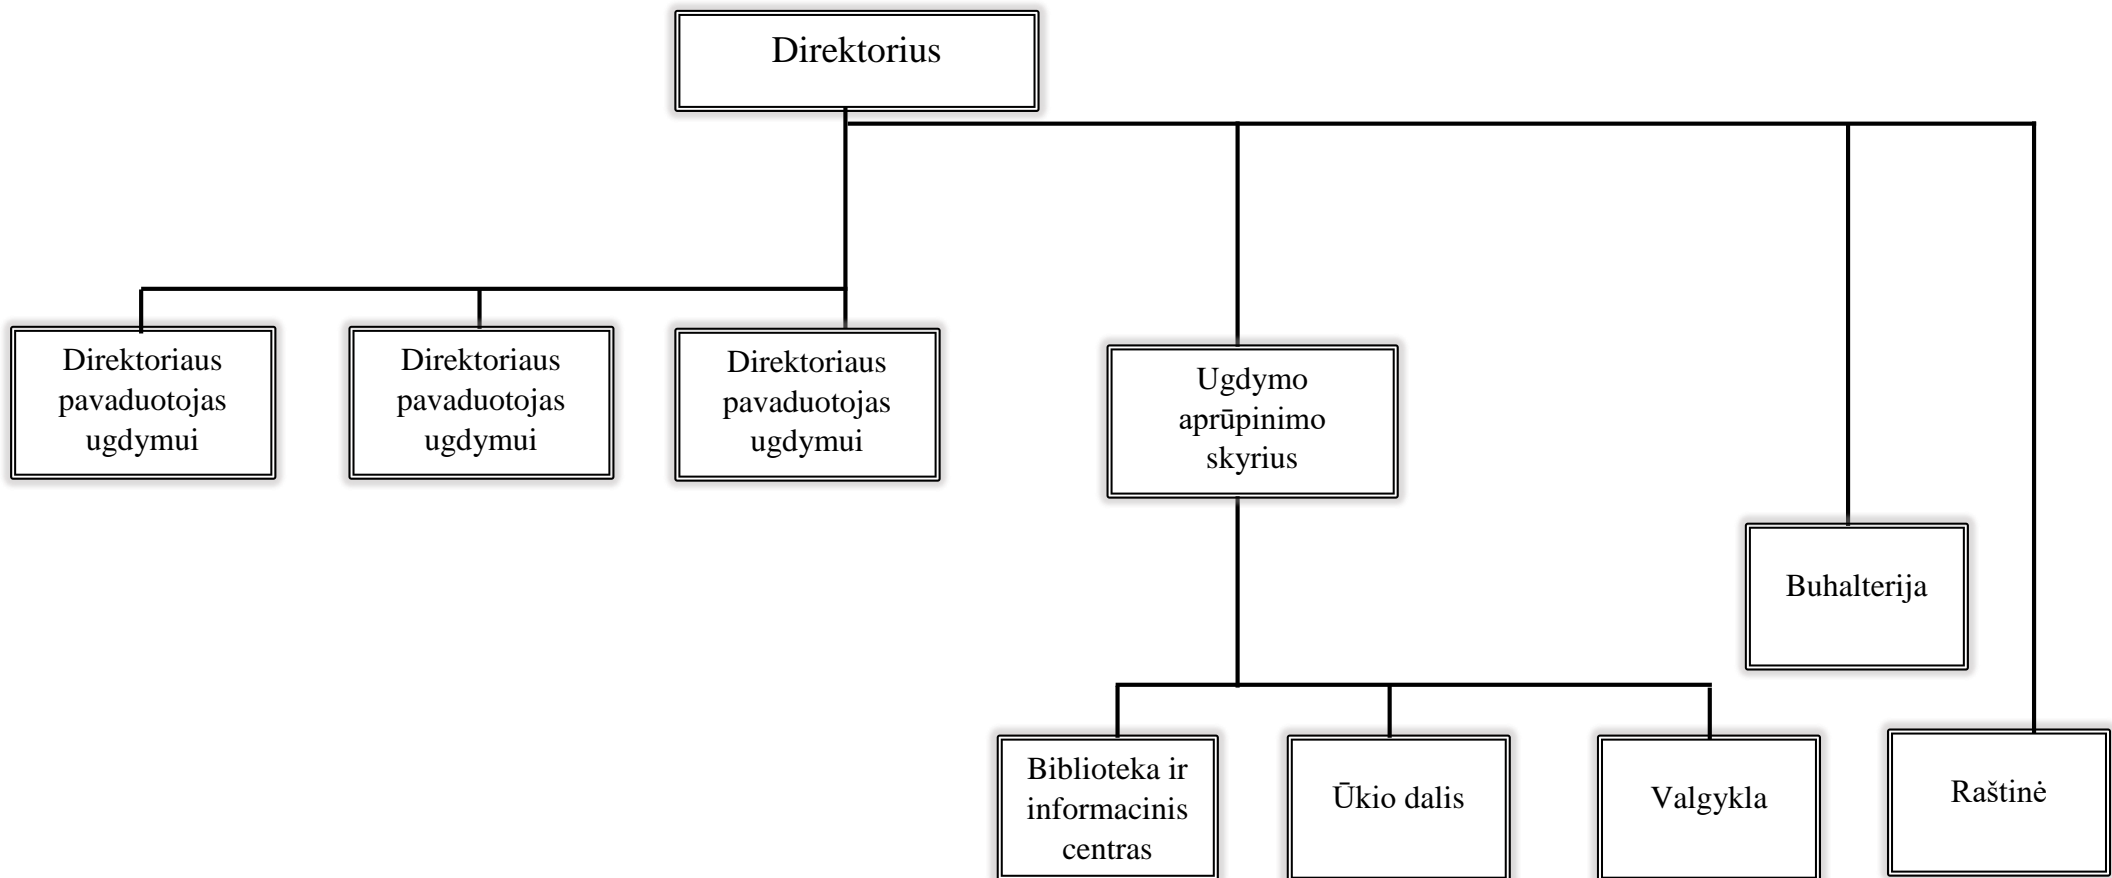 Direktorius
Direktoriaus
pavaduotojas
ugdymui
Direktoriaus
pavaduotojas
ugdymui
Direktoriaus
pavaduotojas
ugdymui
Ugdymo
aprūpinimo
skyrius
Buhalterija
Biblioteka ir
informacinis
centras
Ūkio dalis
Valgykla
Raštinė